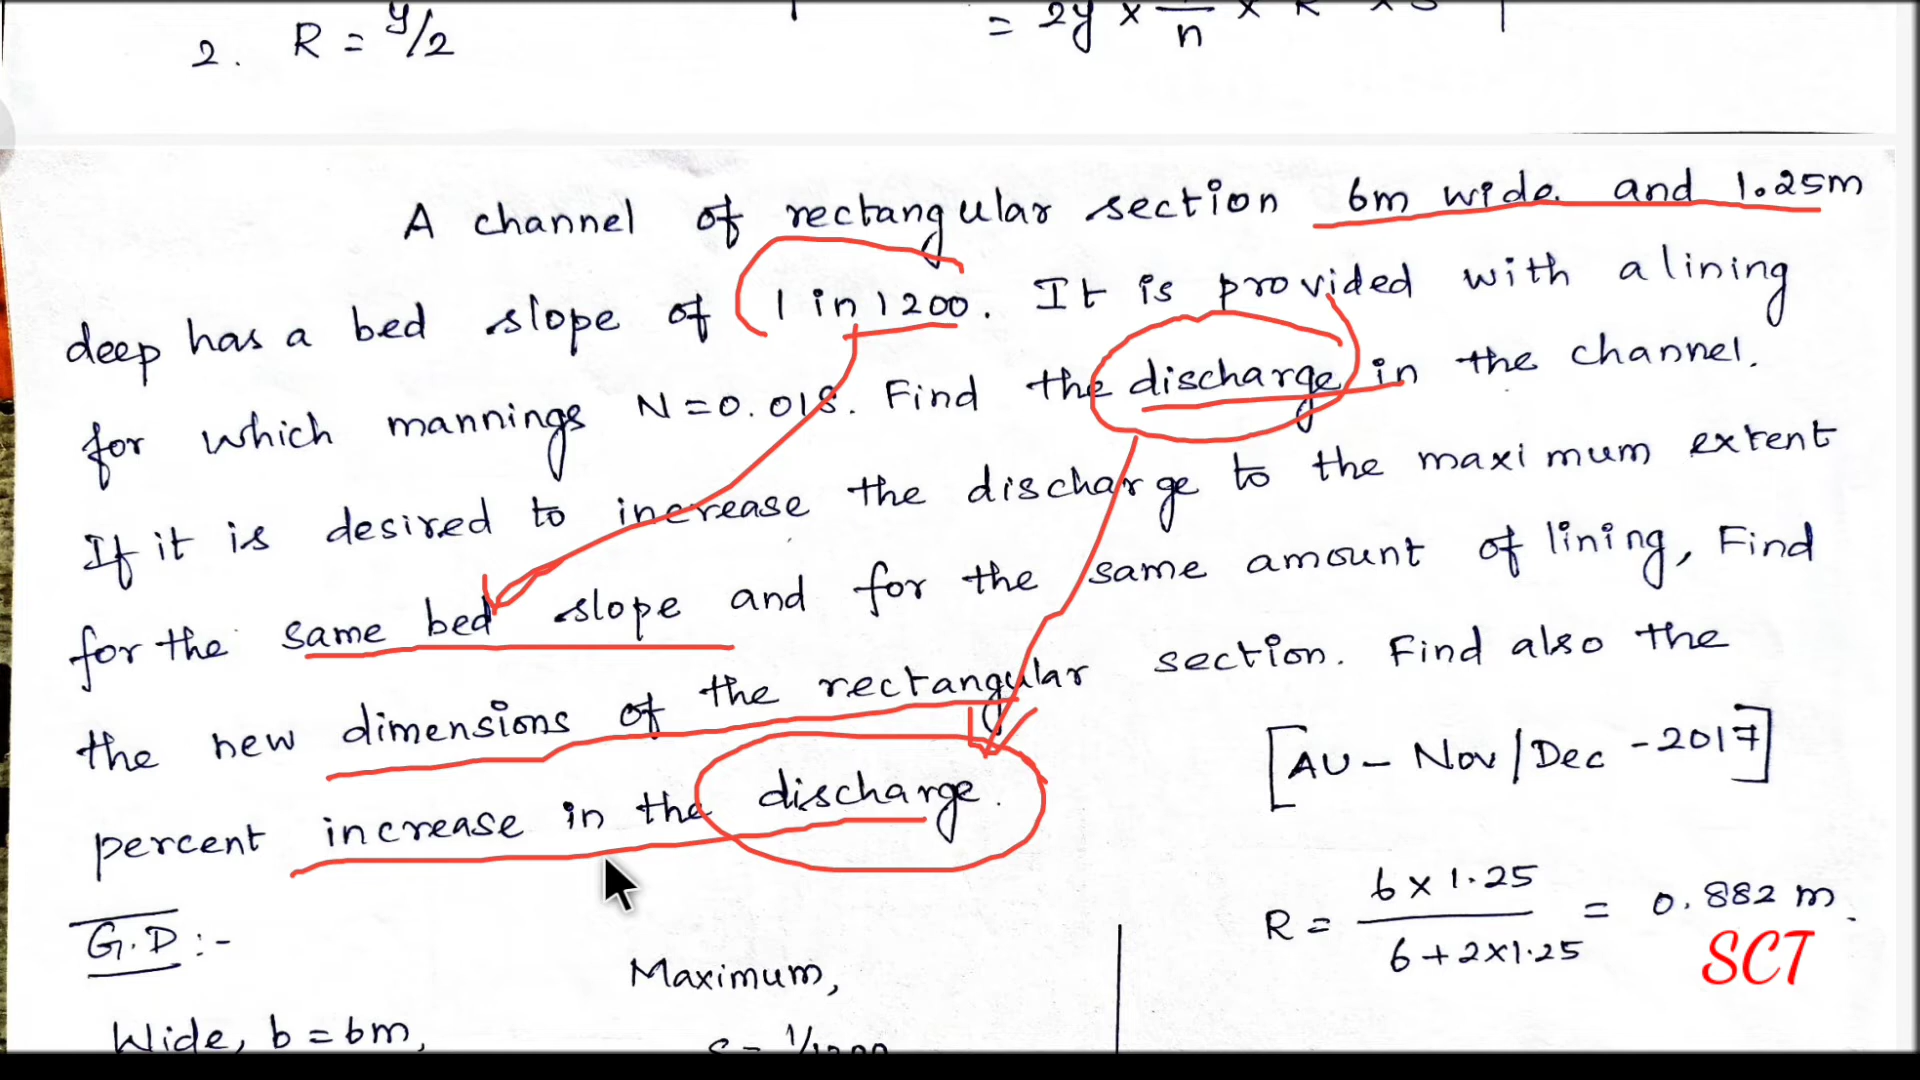 2. R = y/2
= 2y × 1/n × R × S
A channel of rectangular section 6m wide and 1.25m
deep has a bed slope of 1 in 1200. It is provided with a lining
for which mannings N = 0.018. Find the discharge in the channel.
If it is desired to increase the discharge to the maximum extent
for the same bed slope and for the same amount of lining, Find
the new dimensions of the rectangular section. Find also the
percent increase in the discharge.
[AU - Nov/Dec - 2017]
G.D :-
Wide, b = 6m,
Maximum,
R = 6 × 1.25 / 6 + 2×1.25 = 0.882 m.
SCT